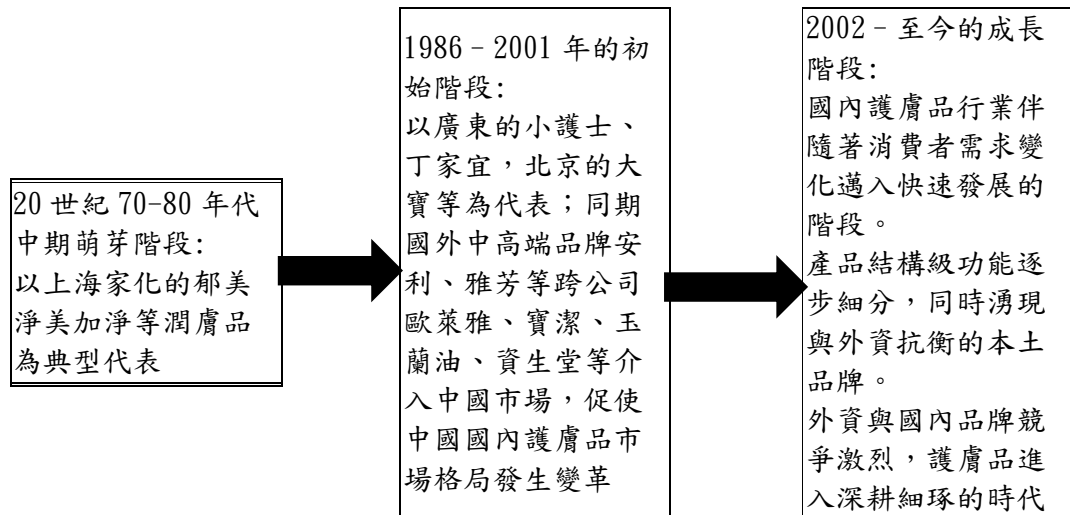 20 世紀 70-80 年代
中期萌芽階段:
以上海家化的郁美
淨美加淨等潤膚品
為典型代表
1986–2001 年的初
始階段:
以廣東的小護士、
丁家宜，北京的大
寶等為代表；同期
國外中高端品牌安
利、雅芳等跨公司
歐萊雅、寶潔、玉
蘭油、資生堂等介
入中國市場，促使
中國國內護膚品市
場格局發生變革
2002–至今的成長
階段:
國內護膚品行業伴
隨著消費者需求變
化邁入快速發展的
階段。
產品結構級功能逐
步細分，同時湧現
與外資抗衡的本土
品牌。
外資與國內品牌競
爭激烈，護膚品進
入深耕細琢的時代